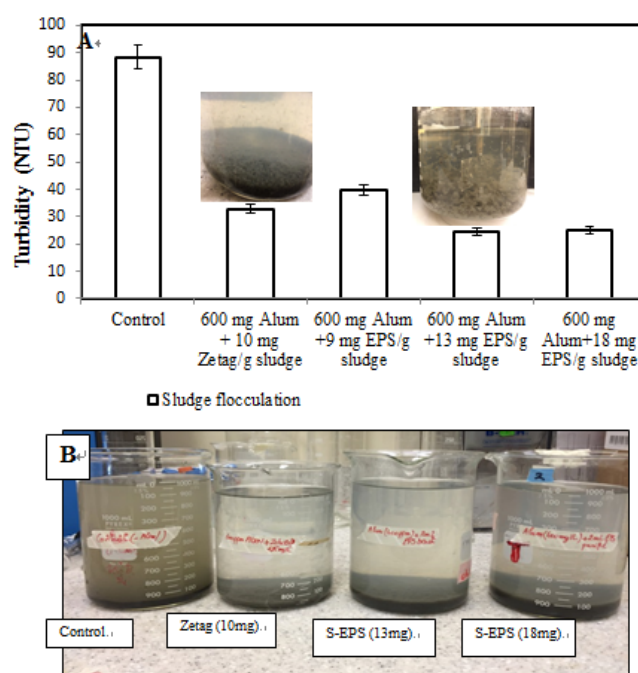 A
100
90
80
70
60
50
40
30
20
10
0
Turbidity (NTU)
Control
600 mg Alum
+ 10 mg
Zetag/g sludge
600 mg Alum
+9 mg EPS/g
sludge
600 mg Alum
+13 mg EPS/g
sludge
600 mg
Alum+18 mg
EPS/g sludge
Sludge flocculation
B
Control.
Zetag (10mg).
S-EPS (13mg).
S-EPS (18mg).